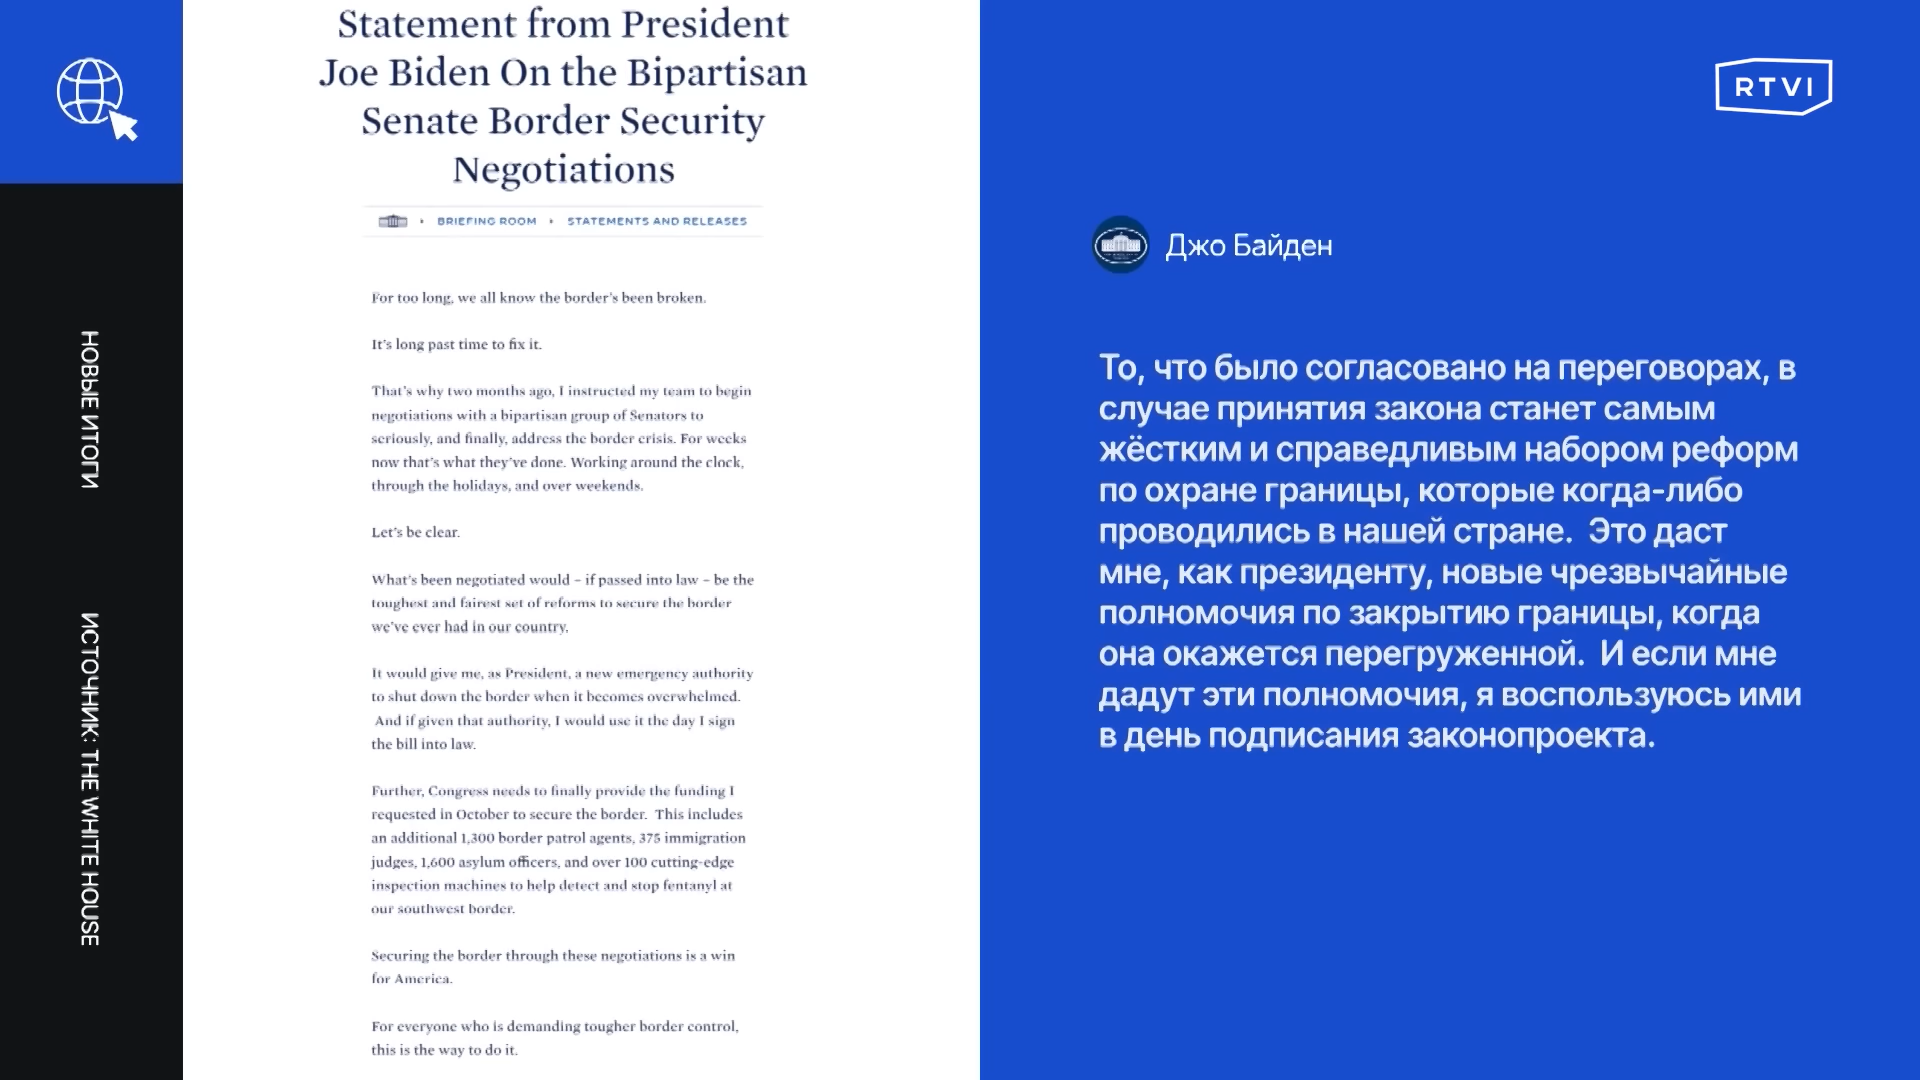 Statement from President
Joe Biden On the Bipartisan
Senate Border Security
Negotiations
BRIEFING ROOM • STATEMENTS AND RELEASES
For too long, we all know the border’s been broken.
It’s long past time to fix it.
That’s why two months ago, I instructed my team to begin
negotiations with a bipartisan group of Senators to
seriously, and finally, address the border crisis. For weeks
now that’s what they’ve done. Working around the clock,
through the holidays, and over weekends.
Let’s be clear.
What’s been negotiated would – if passed into law – be the
toughest and fairest set of reforms to secure the border
we’ve ever had in our country.
It would give me, as President, a new emergency authority
to shut down the border when it becomes overwhelmed.
And if given that authority, I would use it the day I sign
the bill into law.
Further, Congress needs to finally provide the funding I
requested in October to secure the border.  This includes
an additional 1,300 border patrol agents, 375 immigration
judges, 1,600 asylum officers, and over 100 cutting-edge
inspection machines to help detect and stop fentanyl at
our southwest border.
Securing the border through these negotiations is a win
for America.
For everyone who is demanding tougher border control,
this is the way to do it.
НОВЫЕ ИТОГИ
ИСТОЧНИК: THE WHITE HOUSE
RTVI
Джо Байден
То, что было согласовано на переговорах, в
случае принятия закона станет самым
жёстким и справедливым набором реформ
по охране границы, которые когда-либо
проводились в нашей стране.  Это даст
мне, как президенту, новые чрезвычайные
полномочия по закрытию границы, когда
она окажется перегруженной.  И если мне
дадут эти полномочия, я воспользуюсь ими
в день подписания законопроекта.